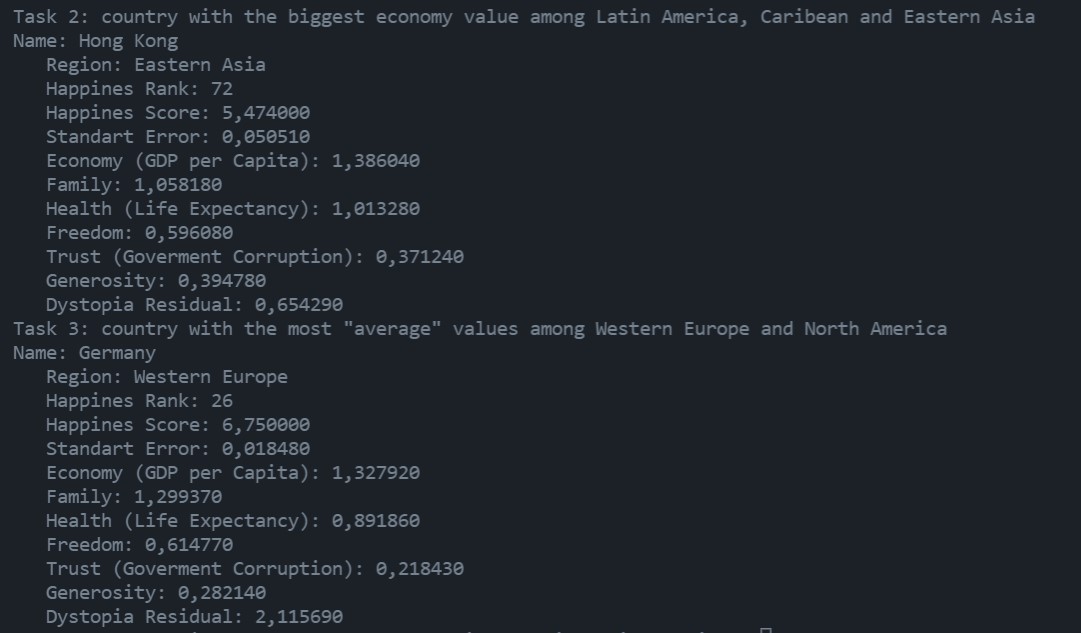 Task 2: country with the biggest economy value among Latin America, Caribean and Eastern Asia
Name: Hong Kong
Region: Eastern Asia
Happines Rank: 72
Happines Score: 5,474000
Standart Error: 0,050510
Economy (GDP per Capita): 1,386040
Family: 1,058180
Health (Life Expectancy): 1,013280
Freedom: 0,596080
Trust (Goverment Corruption): 0,371240
Generosity: 0,394780
Dystopia Residual: 0,654290
Task 3: country with the most "average" values among Western Europe and North America
Name: Germany
Region: Western Europe
Happines Rank: 26
Happines Score: 6,750000
Standart Error: 0,018480
Economy (GDP per Capita): 1,327920
Family: 1,299370
Health (Life Expectancy): 0,891860
Freedom: 0,614770
Trust (Goverment Corruption): 0,218430
Generosity: 0,282140
Dystopia Residual: 2,115690